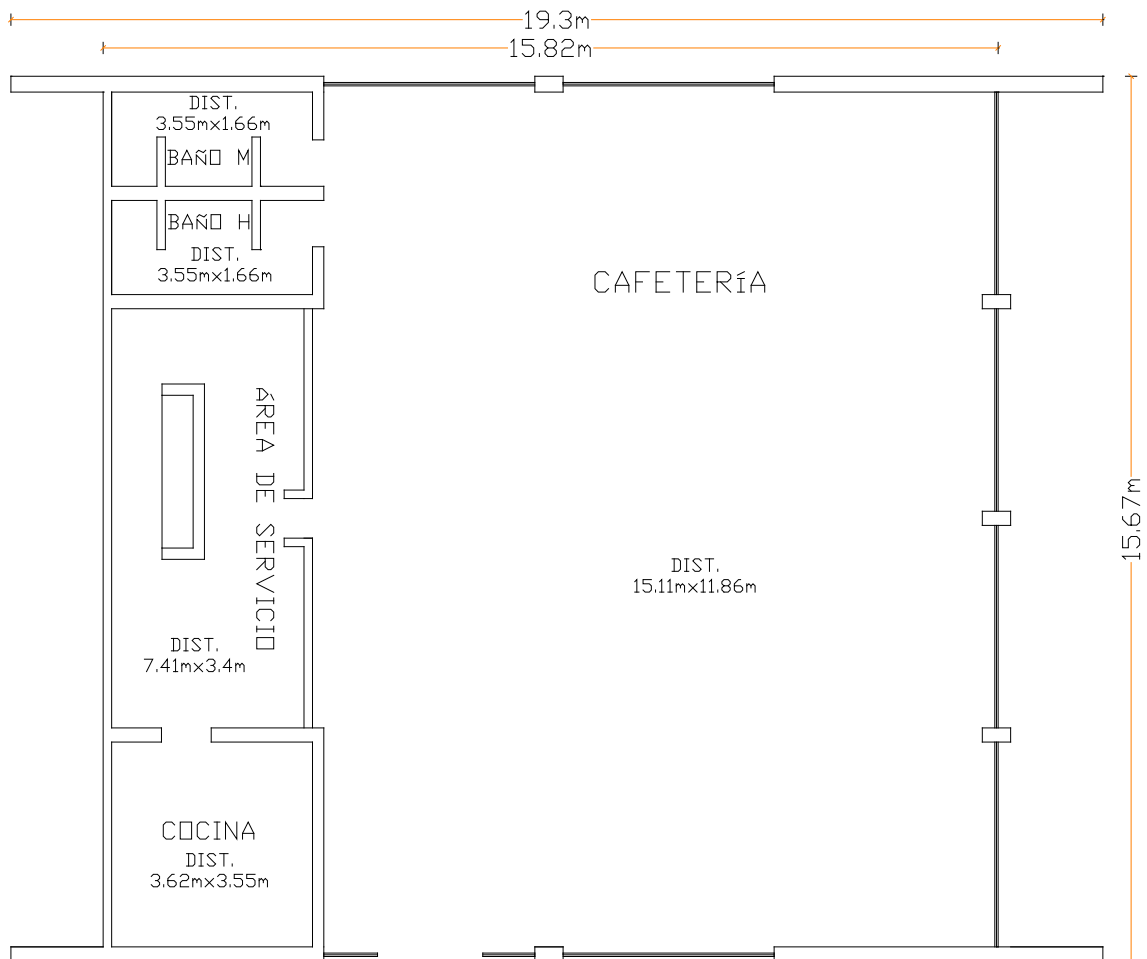 19.3m
15.82m
DIST.
3.55mx1.66m
BAÑO M
BAÑO H
DIST.
3.55mx1.66m
CAFETERíA
ÁREA DE SERVICIO
15.67m
DIST.
15.11mx11.86m
DIST.
7.41mx3.4m
COCINA
DIST.
3.62mx3.55m